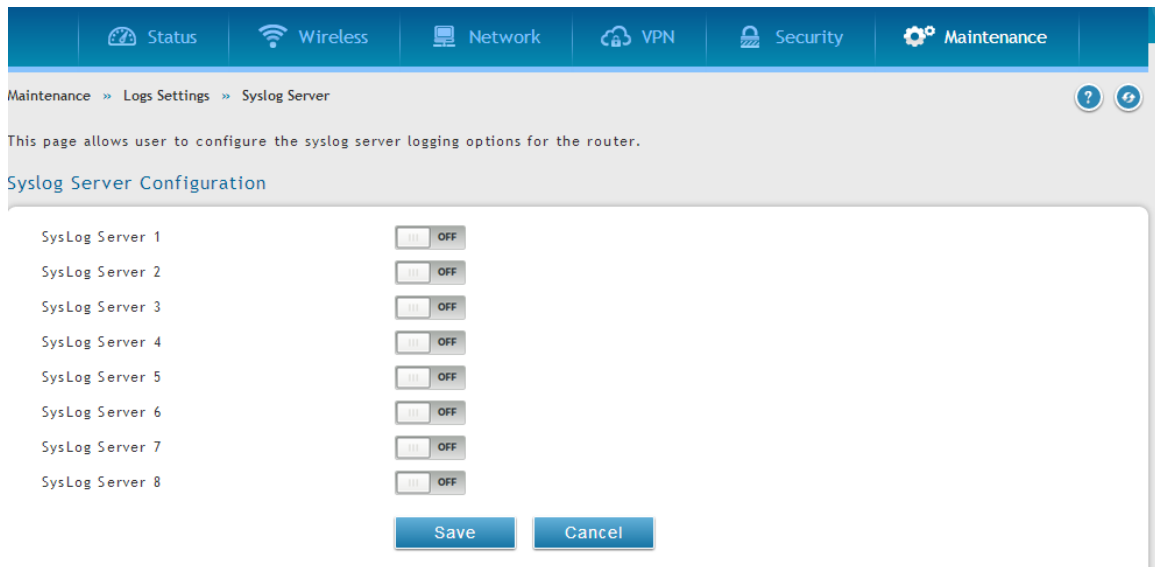 Status Wireless Network VPN Security Maintenance
Maintenance » Logs Settings » Syslog Server ?
This page allows user to configure the syslog server logging options for the router.
Syslog Server Configuration
SysLog Server 1 OFF
SysLog Server 2 OFF
SysLog Server 3 OFF
SysLog Server 4 OFF
SysLog Server 5 OFF
SysLog Server 6 OFF
SysLog Server 7 OFF
SysLog Server 8 OFF
Save Cancel